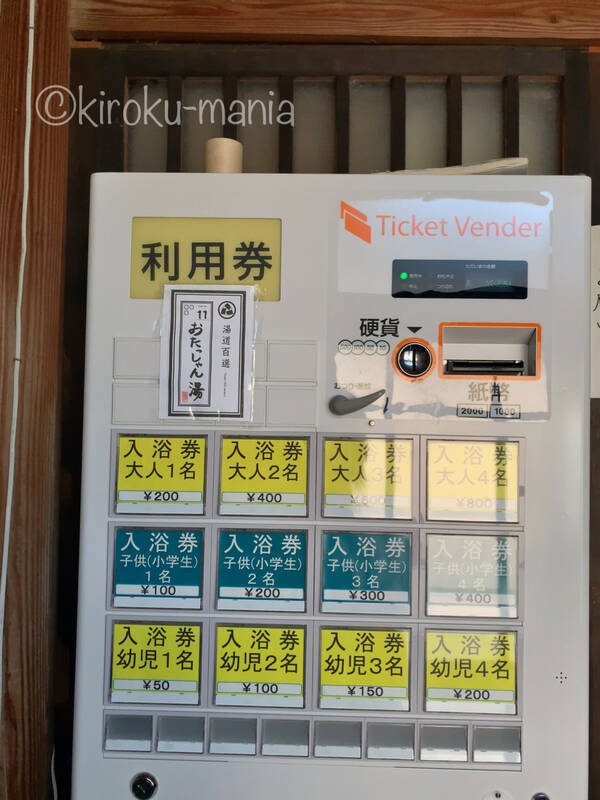 ©kiroku-mania
利用券
Ticket Vender
11
湯道百選
おたっしゃん湯
硬貨
500 100 50 10
紙幣
2000 1000
入浴券 入浴券 入浴券 入浴券
大人1名 大人2名 大人3名 大人4名
¥200 ¥400 ¥600 ¥800
入浴券 入浴券 入浴券 入浴券
子供(小学生) 子供(小学生) 子供(小学生) 子供(小学生)
1名 2名 3名 4名
¥100 ¥200 ¥300 ¥400
入浴券 入浴券 入浴券 入浴券
幼児1名 幼児2名 幼児3名 幼児4名
¥50 ¥100 ¥150 ¥200